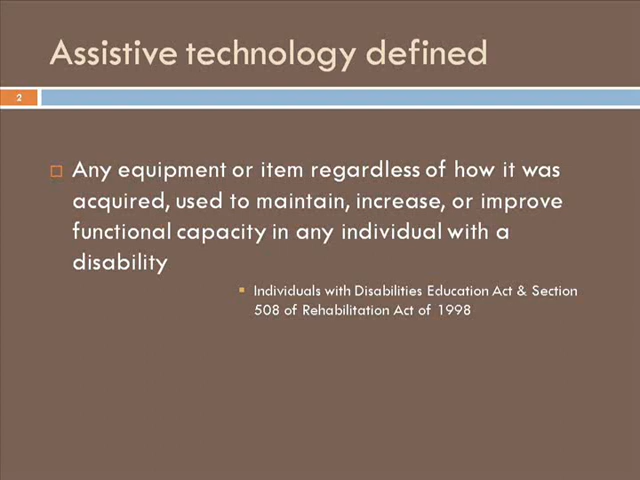 Assistive technology defined
2
Any equipment or item regardless of how it was
acquired, used to maintain, increase, or improve
functional capacity in any individual with a
disability
Individuals with Disabilities Education Act & Section
508 of Rehabilitation Act of 1998